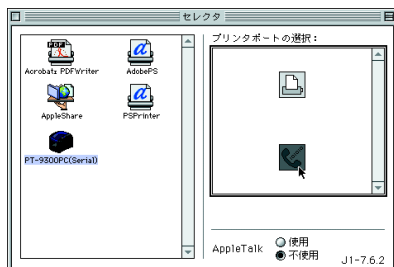 セレクタ
Acrobat™ PDFWriter
AdobePS
AppleShare
PSPrinter
PT-9300PC(Serial)
プリンタポートの選択：
AppleTalk
使用
不使用
J1-7.6.2